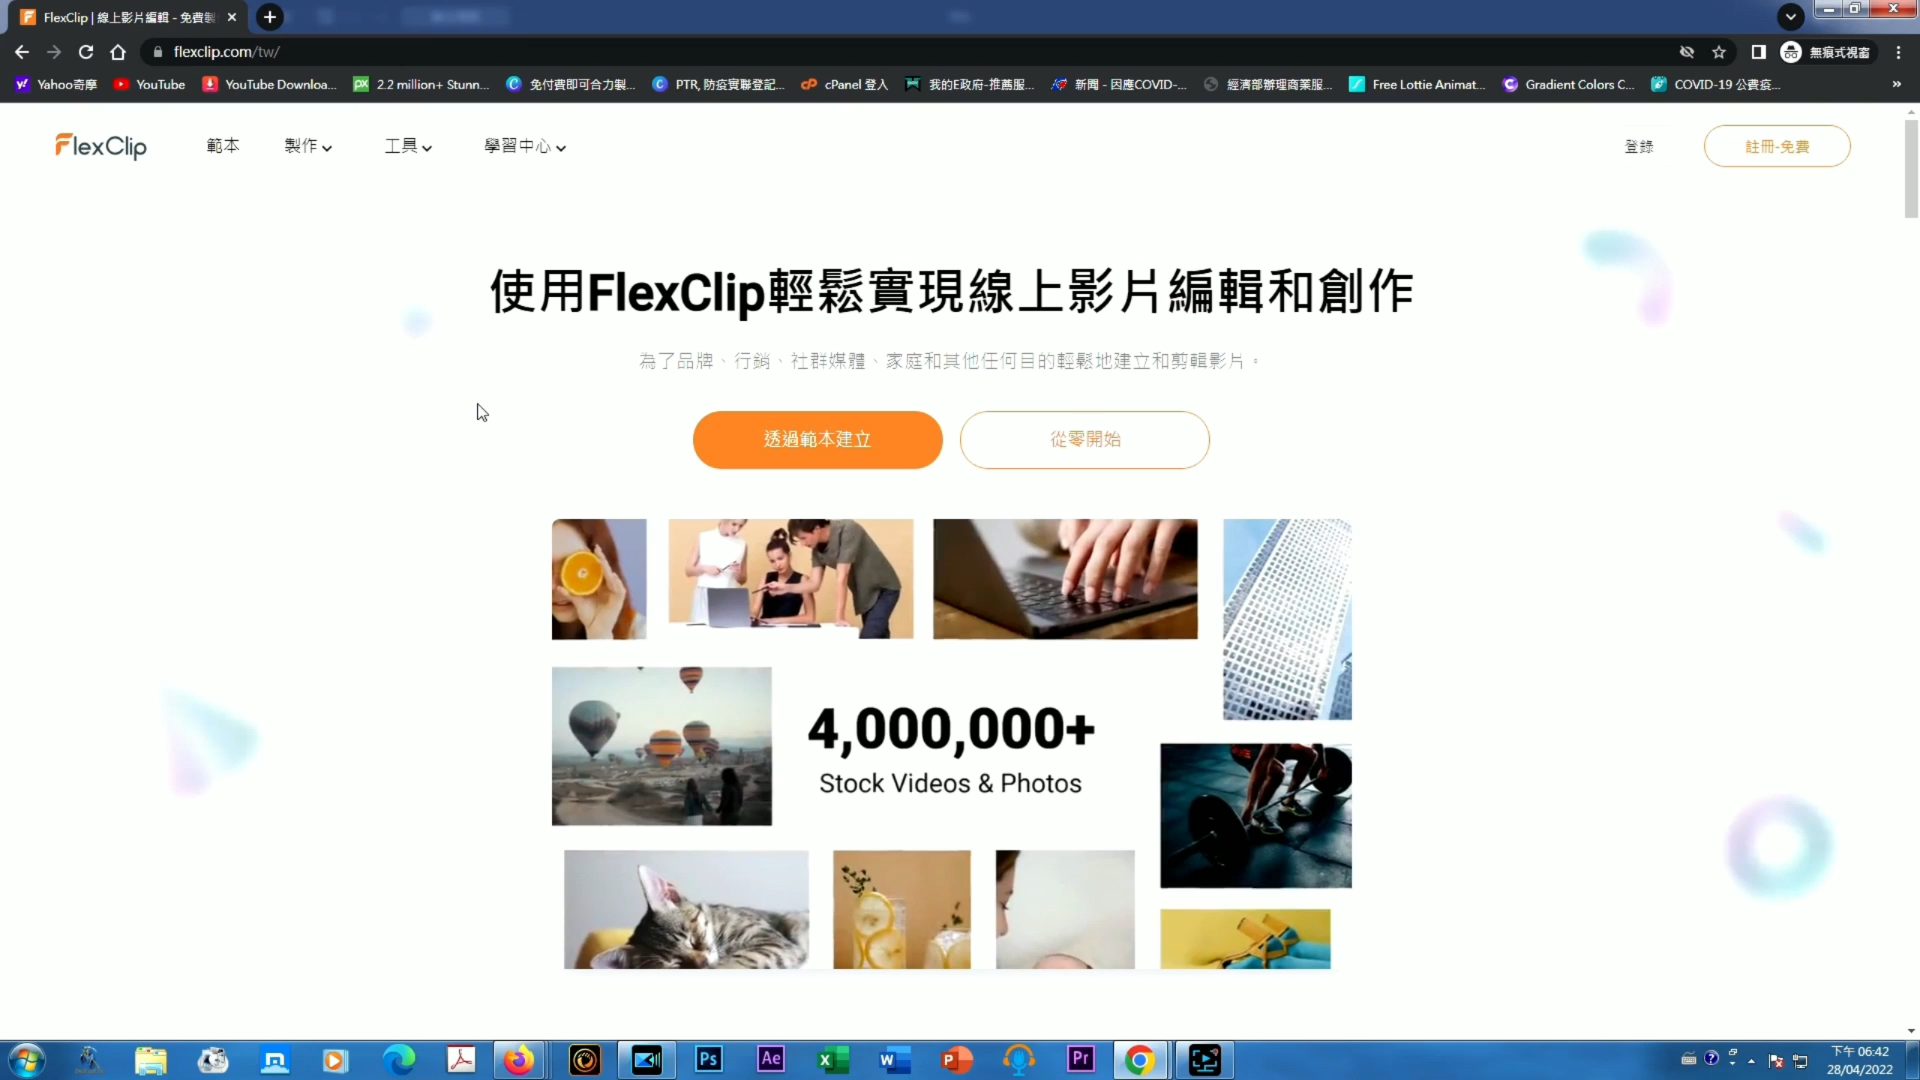 FlexClip | 線上影片編輯 - 免費製
flexclip.com/tw/
無痕式視窗
Yahoo奇摩
YouTube
YouTube Downloa...
2.2 million+ Stunn...
免付費即可合力製...
PTR, 防疫實聯登記...
cPanel 登入
我的E政府-推薦服...
新聞 - 因應COVID-...
經濟部辦理商業服...
Free Lottie Animat...
Gradient Colors C...
COVID-19 公費疫...
FlexClip
範本
製作
工具
學習中心
登錄
註冊-免費
使用FlexClip輕鬆實現線上影片編輯和創作
為了品牌、行銷、社群媒體、家庭和其他任何目的輕鬆地建立和剪輯影片。
透過範本建立
從零開始
4,000,000+
Stock Videos & Photos
Ps
Ae
Pr
下午 06:42
28/04/2022